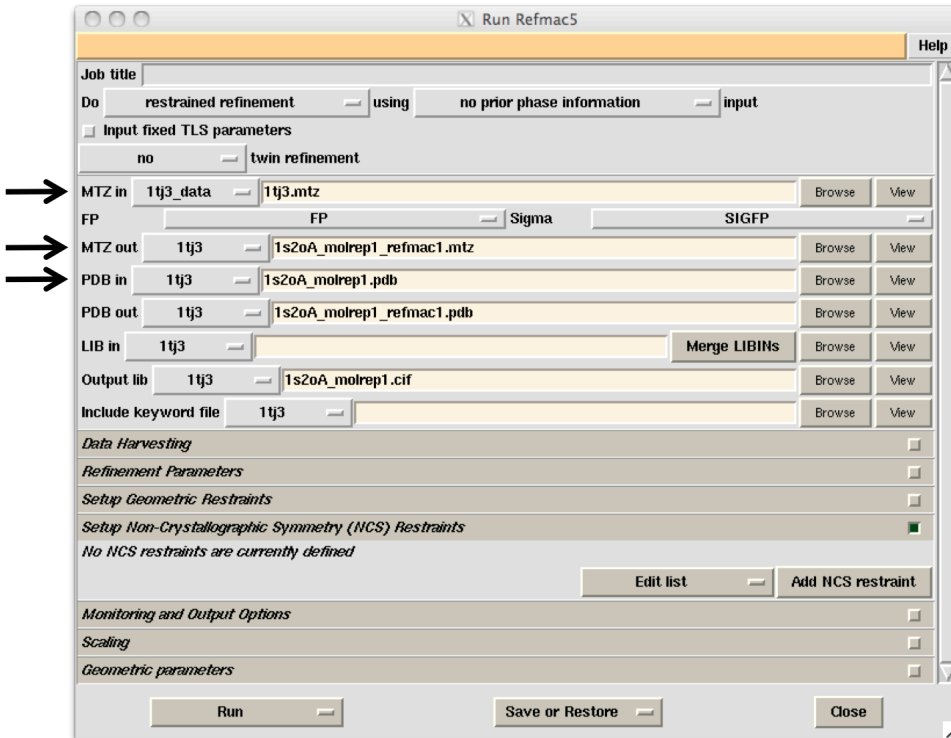 X Run Refmac5
Help
Job title
Do restrained refinement using no prior phase information input
Input fixed TLS parameters
no twin refinement
MTZ in 1tj3_data 1tj3.mtz Browse View
FP FP Sigma SIGFP
MTZ out 1tj3 1s2oA_molrep1_refmac1.mtz Browse View
PDB in 1tj3 1s2oA_molrep1.pdb Browse View
PDB out 1tj3 1s2oA_molrep1_refmac1.pdb Browse View
LIB in 1tj3 Merge LIBINs Browse View
Output lib 1tj3 1s2oA_molrep1.cif Browse View
Include keyword file 1tj3 Browse View
Data Harvesting
Refinement Parameters
Setup Geometric Restraints
Setup Non-Crystallographic Symmetry (NCS) Restraints
No NCS restraints are currently defined
Edit list Add NCS restraint
Monitoring and Output Options
Scaling
Geometric parameters
Run Save or Restore Close